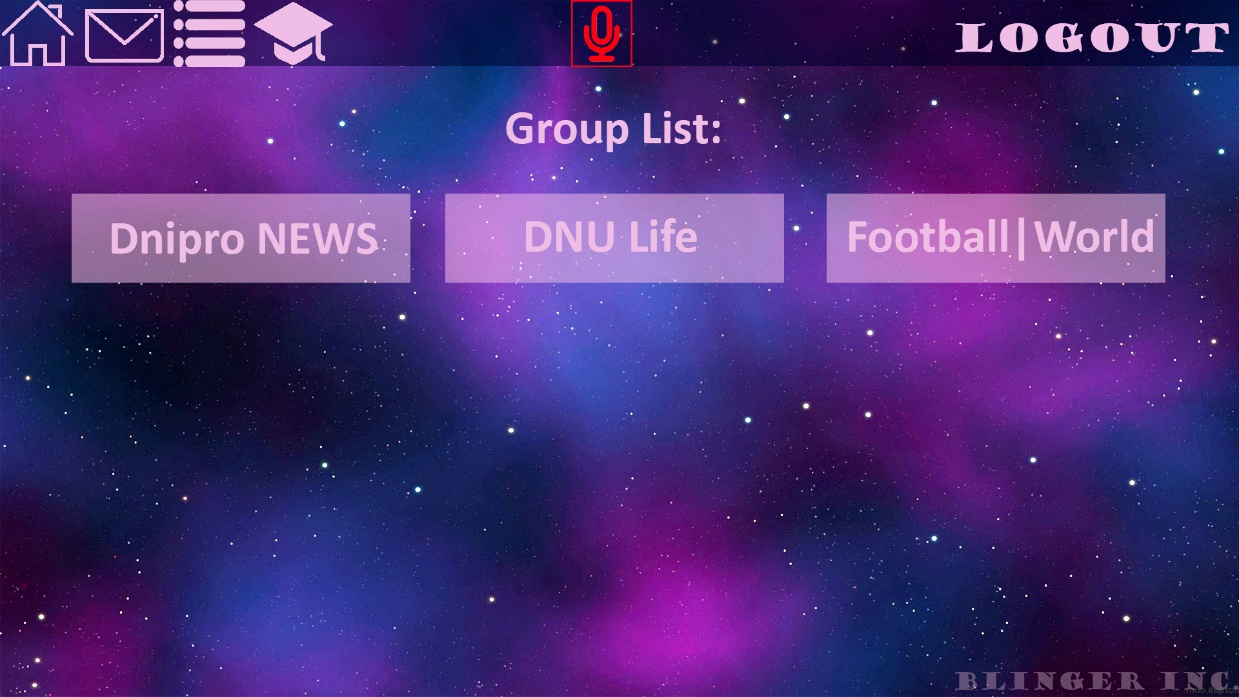 LOGOUT
Group List:
Dnipro NEWS
DNU Life
Football|World
BLINGER INC.